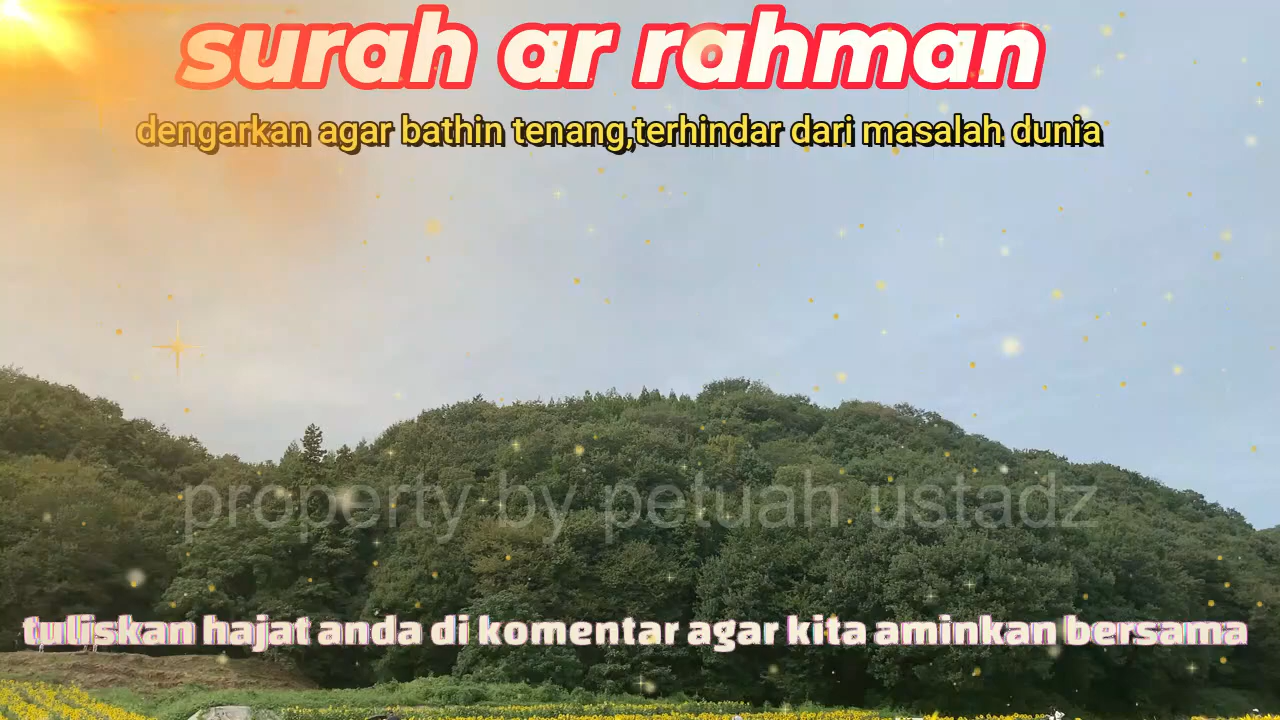 surah ar rahman
dengarkan agar bathin tenang,terhindar dari masalah dunia
property by petuah ustadz
tuliskan hajat anda di komentar agar kita aminkan bersama